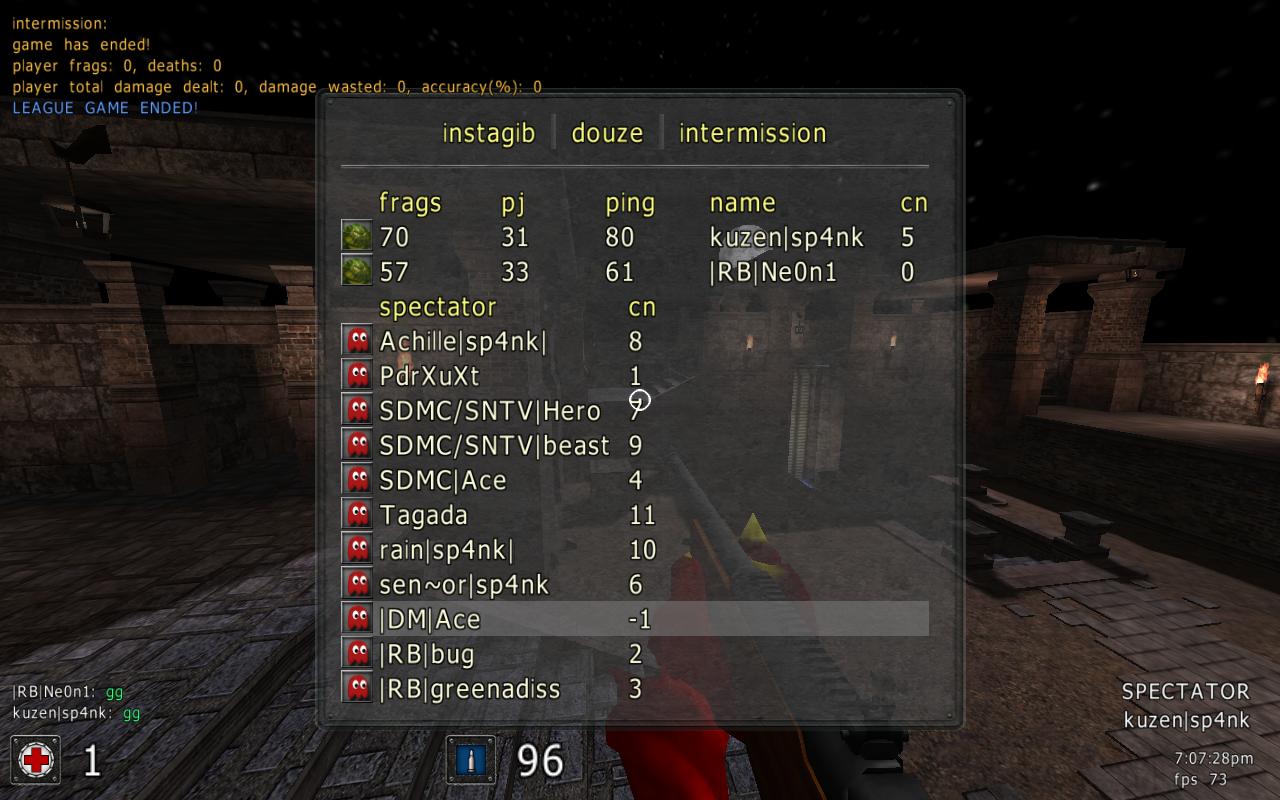 intermission:
game has ended!
player frags: 0, deaths: 0
player total damage dealt: 0, damage wasted: 0, accuracy(%): 0
LEAGUE GAME ENDED!
instagib douze intermission
frags pj ping name cn
70 31 80 kuzen|sp4nk 5
57 33 61 |RB|Ne0n1 0
spectator cn
Achille|sp4nk| 8
PdrXuXt 1
SDMC/SNTV|Hero 7
SDMC/SNTV|beast 9
SDMC|Ace 4
Tagada 11
rain|sp4nk| 10
sen~or|sp4nk 6
|DM|Ace -1
|RB|bug 2
|RB|greenadiss 3
|RB|Ne0n1: gg
kuzen|sp4nk: gg
1
96
SPECTATOR
kuzen|sp4nk
7:07:28pm
fps 73